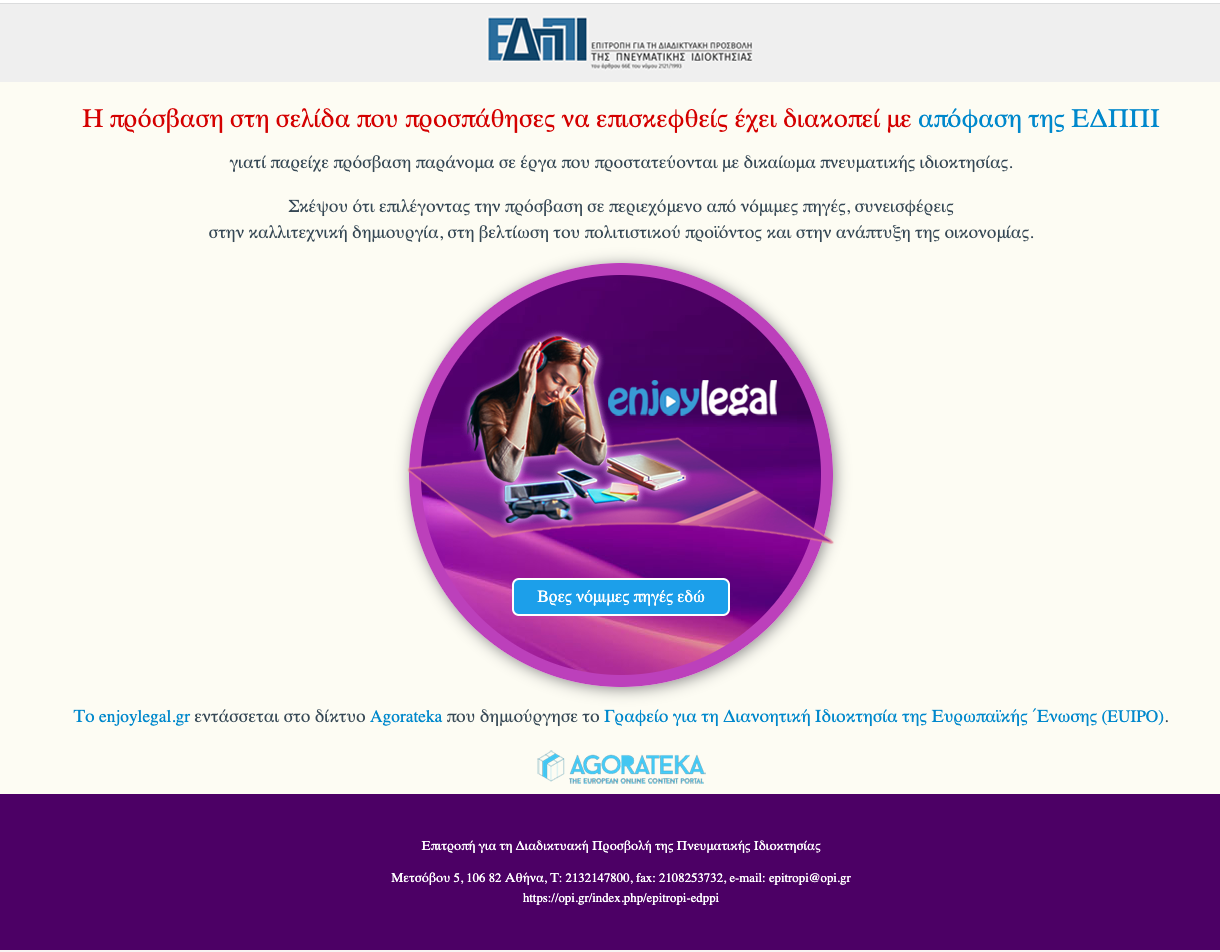 ΕΔΠΠΙ
ΕΠΙΤΡΟΠΗ ΓΙΑ ΤΗ ΔΙΑΔΙΚΤΥΑΚΗ ΠΡΟΣΒΟΛΗ
ΤΗΣ ΠΝΕΥΜΑΤΙΚΗΣ ΙΔΙΟΚΤΗΣΙΑΣ
του άρθρου 66Ε του νόμου 2121/1993
Η πρόσβαση στη σελίδα που προσπάθησες να επισκεφθείς έχει διακοπεί με απόφαση της ΕΔΠΠΙ
γιατί παρείχε πρόσβαση παράνομα σε έργα που προστατεύονται με δικαίωμα πνευματικής ιδιοκτησίας.
Σκέψου ότι επιλέγοντας την πρόσβαση σε περιεχόμενο από νόμιμες πηγές, συνεισφέρεις
στην καλλιτεχνική δημιουργία, στη βελτίωση του πολιτιστικού προϊόντος και στην ανάπτυξη της οικονομίας.
enjoylegal
Βρες νόμιμες πηγές εδώ
Το enjoylegal.gr εντάσσεται στο δίκτυο Agorateka που δημιούργησε το Γραφείο για τη Διανοητική Ιδιοκτησία της Ευρωπαϊκής Ένωσης (EUIPO).
AGORATEKA
THE EUROPEAN ONLINE CONTENT PORTAL
Επιτροπή για τη Διαδικτυακή Προσβολή της Πνευματικής Ιδιοκτησίας
Μετσόβου 5, 106 82 Αθήνα, Τ: 2132147800, fax: 2108253732, e-mail: epitropi@opi.gr
https://opi.gr/index.php/epitropi-edppi